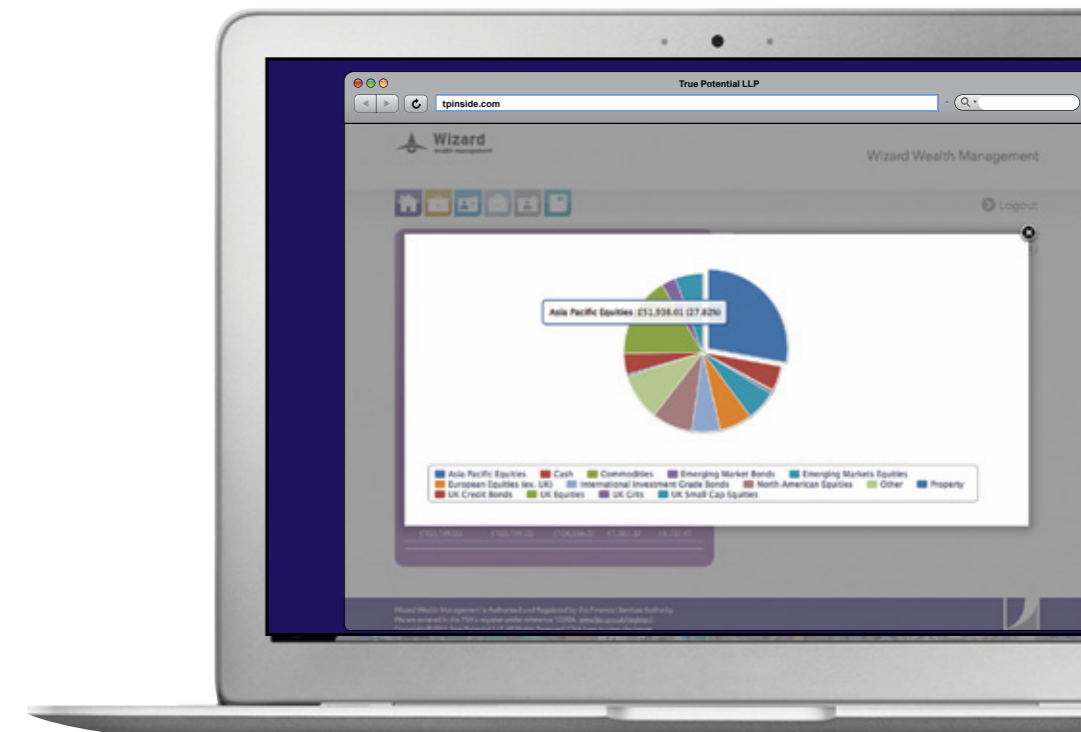 True Potential LLP
tpinside.com
Wizard
wealth management
Wizard Wealth Management
Logout
Asia Pacific Equities : £51,938.01 (27.82%)
Asia Pacific Equities Cash Commodities Emerging Market Bonds Emerging Markets Equities
European Equities (ex. UK) International Investment Grade Bonds North American Equities Other Property
UK Credit Bonds UK Equities UK Gilts UK Small Cap Equities
Wizard Wealth Management is Authorised and Regulated by the Financial Services Authority.